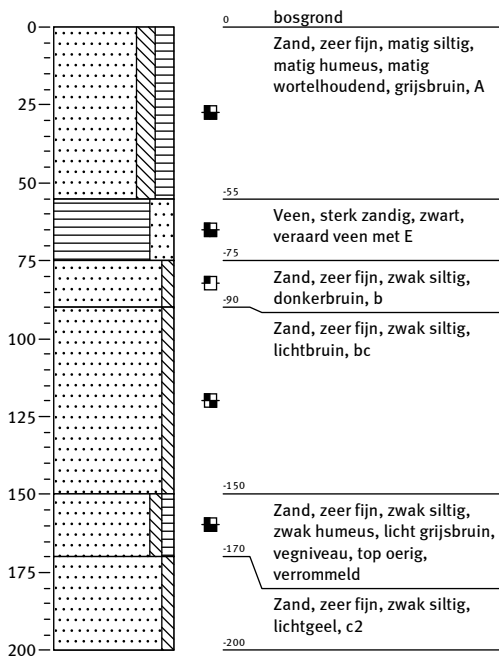 0
25
50
75
100
125
150
175
200
0
bosgrond
Zand, zeer fijn, matig siltig,
matig humeus, matig
wortelhoudend, grijsbruin, A
-55
Veen, sterk zandig, zwart,
veraard veen met E
-75
Zand, zeer fijn, zwak siltig,
donkerbruin, b
-90
Zand, zeer fijn, zwak siltig,
lichtbruin, bc
-150
Zand, zeer fijn, zwak siltig,
zwak humeus, licht grijsbruin,
vegniveau, top oerig,
verrommeld
-170
Zand, zeer fijn, zwak siltig,
lichtgeel, c2
-200